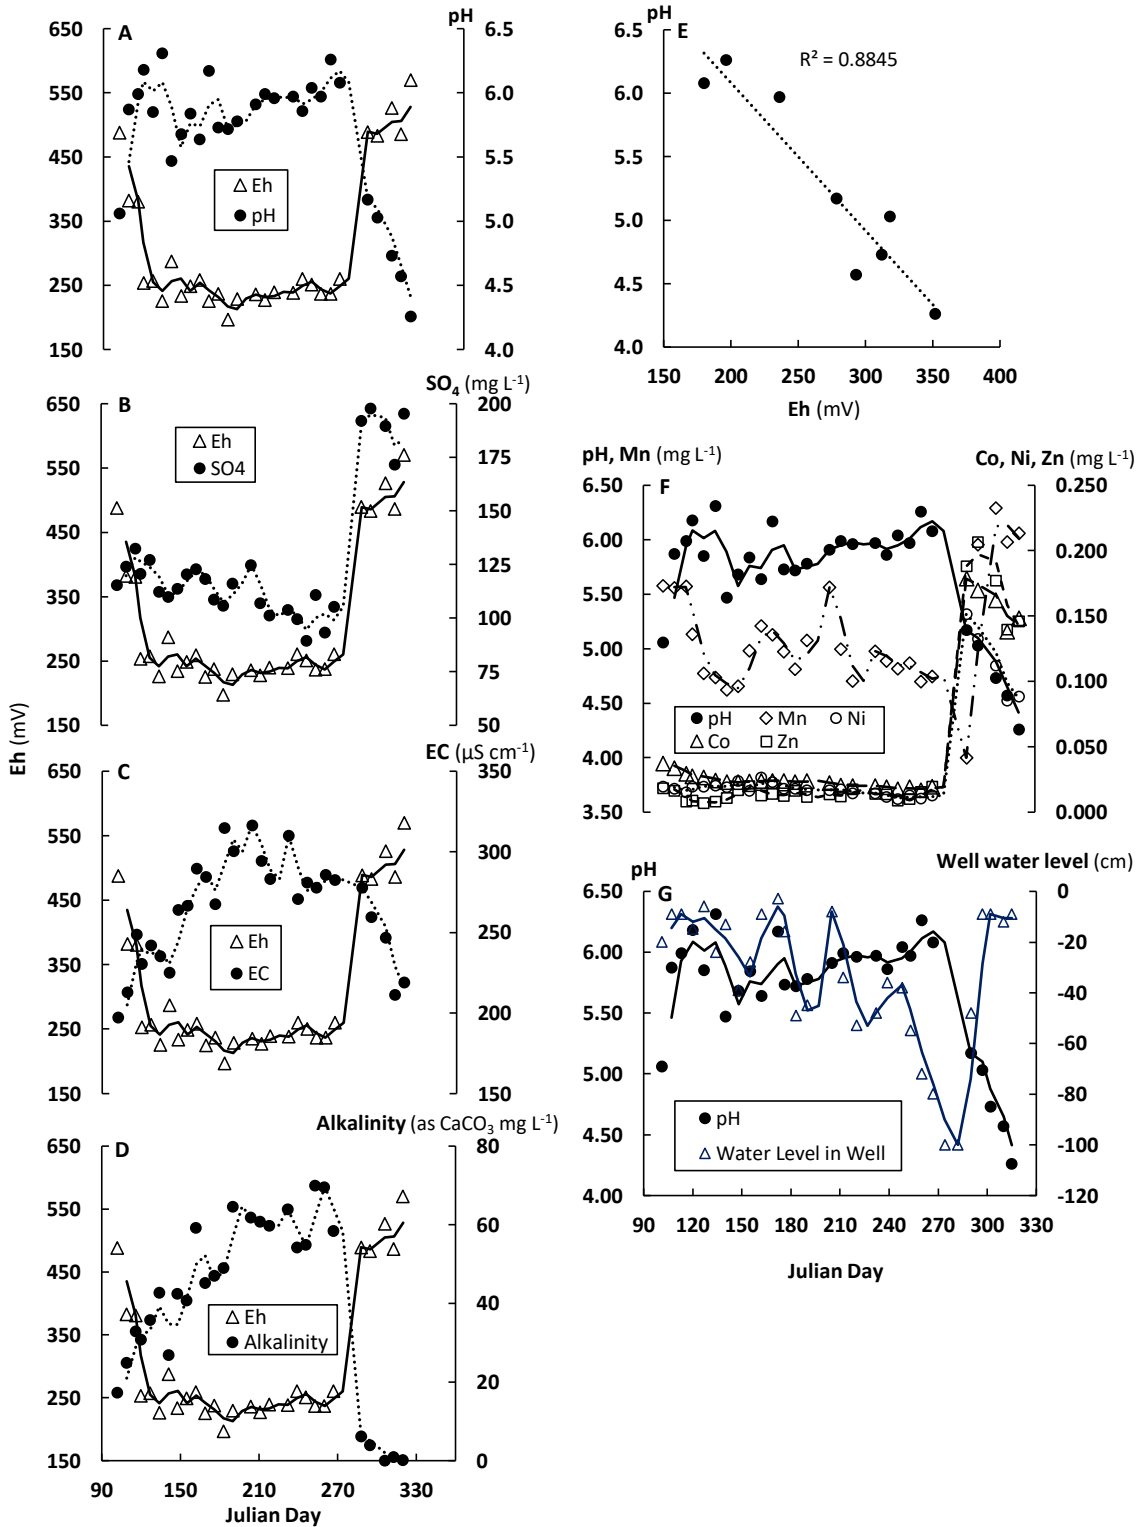 A
pH
650
550
450
350
250
150
6.5
6.0
5.5
5.0
4.5
4.0
Eh
pH
SO4 (mg L-1)
B
650
550
450
350
250
150
200
175
150
125
100
75
50
Eh
SO4
Eh (mV)
EC (µS cm-1)
C
650
550
450
350
250
150
350
300
250
200
150
Eh
EC
Alkalinity (as CaCO3 mg L-1)
D
650
550
450
350
250
150
80
60
40
20
0
Eh
Alkalinity
90 150 210 270 330
Julian Day
pH
E
R² = 0.8845
6.5
6.0
5.5
5.0
4.5
4.0
150 200 250 300 350 400
Eh (mV)
pH, Mn (mg L-1)
Co, Ni, Zn (mg L-1)
F
6.50
6.00
5.50
5.00
4.50
4.00
3.50
0.250
0.200
0.150
0.100
0.050
0.000
pH Mn Ni
Co Zn
pH
Well water level (cm)
G
6.50
6.00
5.50
5.00
4.50
4.00
0
-20
-40
-60
-80
-100
-120
pH
Water Level in Well
90 120 150 180 210 240 270 300 330
Julian Day